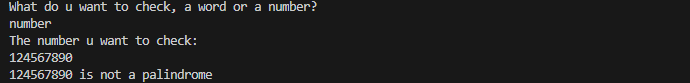 What do u want to check, a word or a number?
number
The number u want to check:
124567890
124567890 is not a palindrome